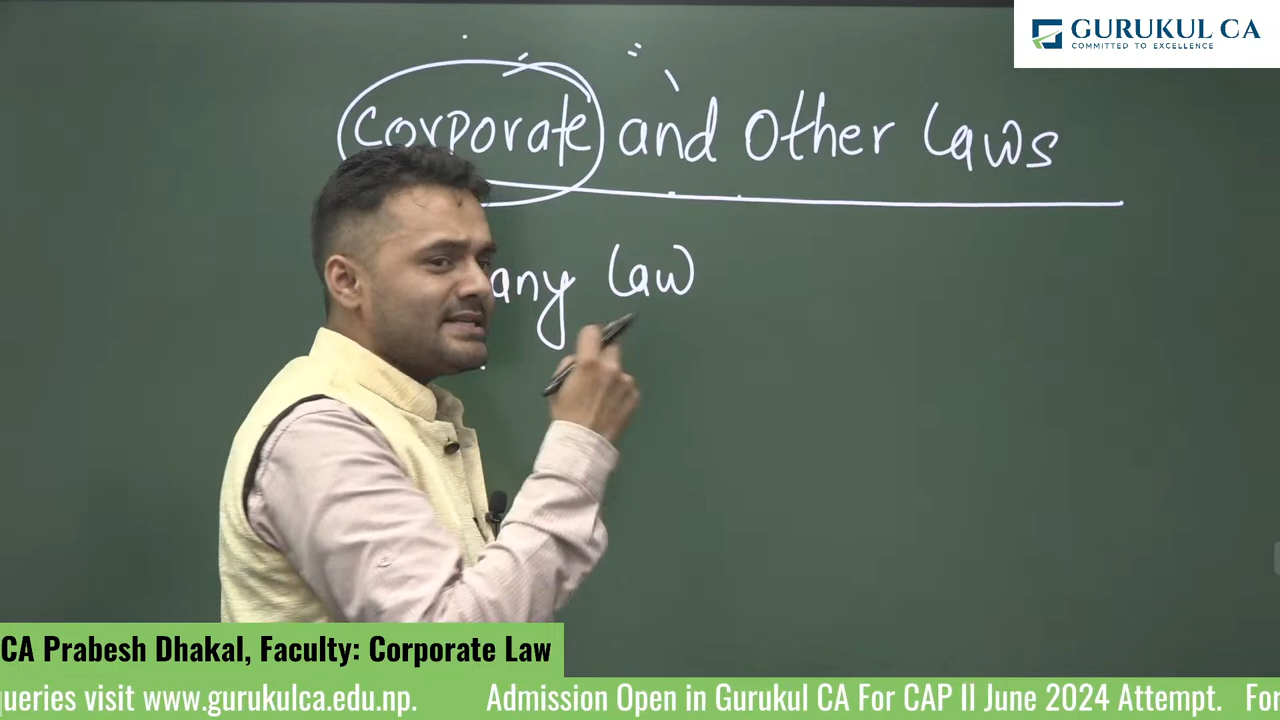 GURUKUL CA
COMMITTED TO EXCELLENCE
Corporate and Other Laws
any Law
CA Prabesh Dhakal, Faculty: Corporate Law
ueries visit www.gurukulca.edu.np. Admission Open in Gurukul CA For CAP II June 2024 Attempt. For